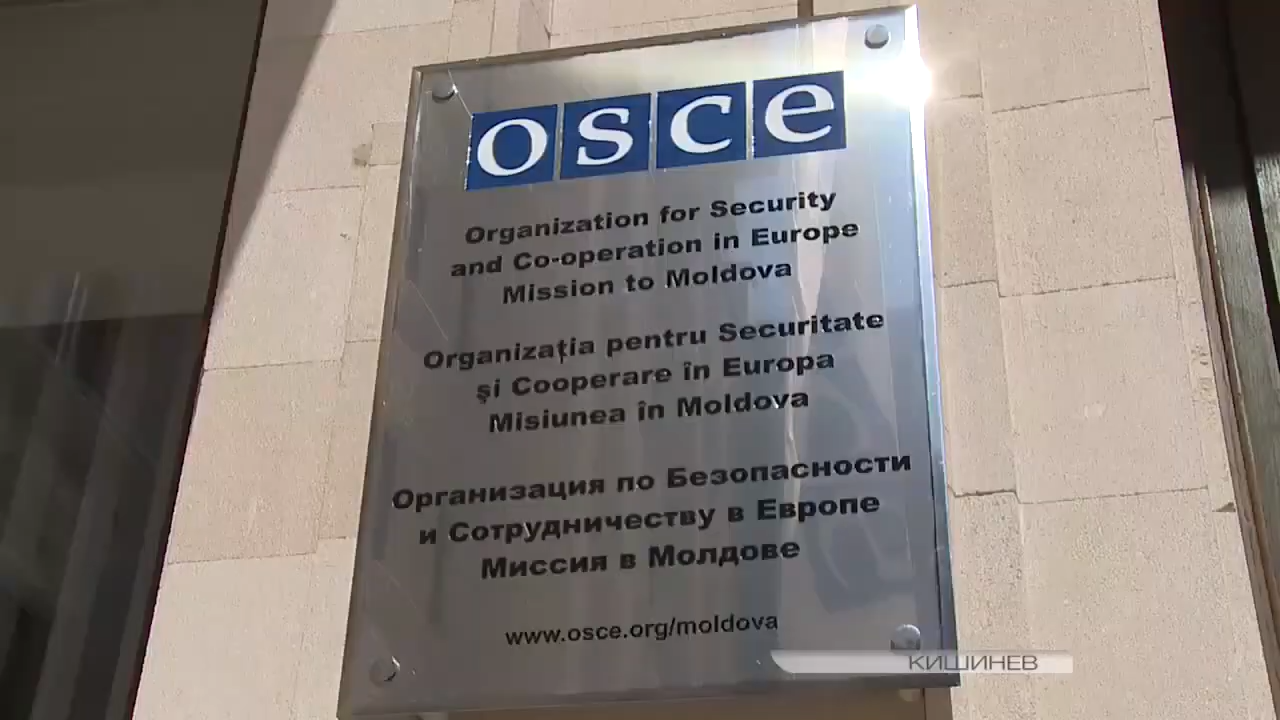 osce
Organization for Security
and Co-operation in Europe
Mission to Moldova
Organizaţia pentru Securitate
şi Cooperare în Europa
Misiunea în Moldova
Организация по Безопасности
и Сотрудничеству в Европе
Миссия в Молдове
www.osce.org/moldova
КИШИНЕВ